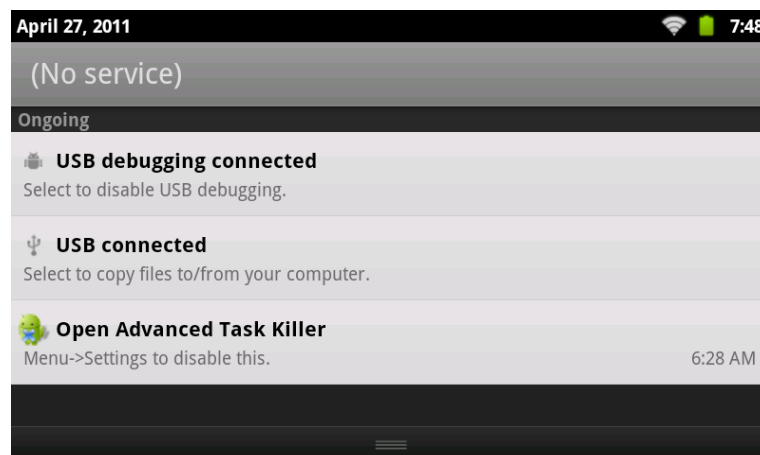 April 27, 2011 7:48
(No service)
Ongoing
USB debugging connected
Select to disable USB debugging.
USB connected
Select to copy files to/from your computer.
Open Advanced Task Killer
Menu->Settings to disable this. 6:28 AM